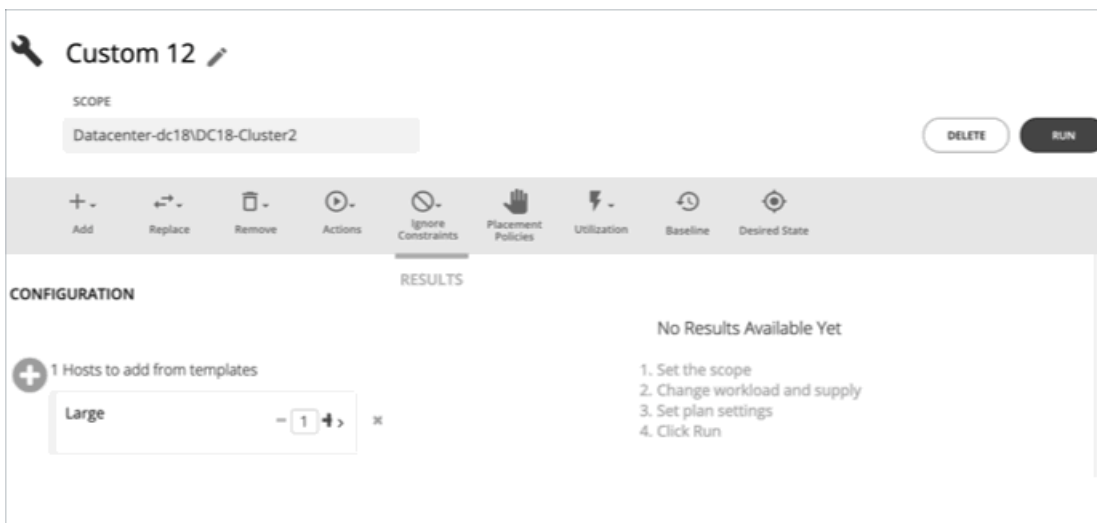 Custom 12
SCOPE
Datacenter-dc18\DC18-Cluster2
DELETE
RUN
Add
Replace
Remove
Actions
Ignore
Constraints
Placement
Policies
Utilization
Baseline
Desired State
RESULTS
CONFIGURATION
No Results Available Yet
1 Hosts to add from templates
Large
1
1. Set the scope
2. Change workload and supply
3. Set plan settings
4. Click Run